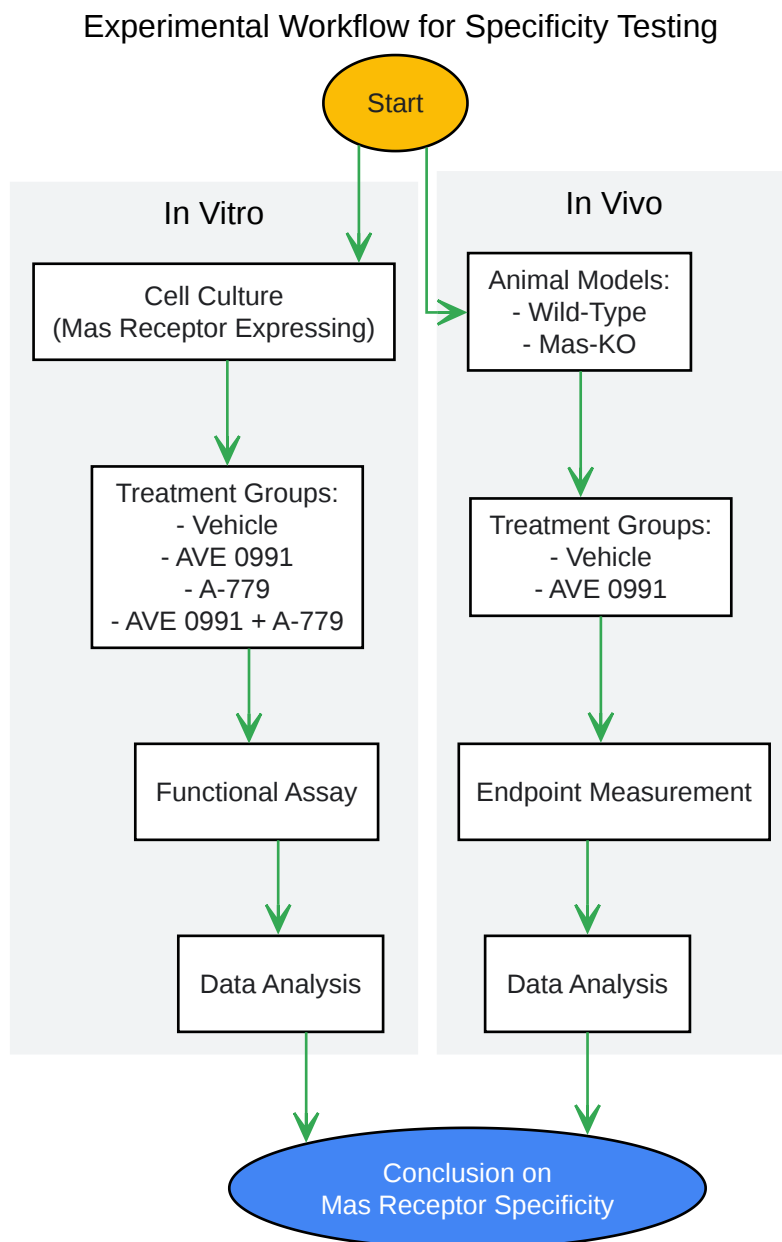 Experimental Workflow for Specificity Testing
Start
In Vitro
Cell Culture
(Mas Receptor Expressing)
Treatment Groups:
- Vehicle
- AVE 0991
- A-779
- AVE 0991 + A-779
Functional Assay
Data Analysis
In Vivo
Animal Models:
- Wild-Type
- Mas-KO
Treatment Groups:
- Vehicle
- AVE 0991
Endpoint Measurement
Data Analysis
Conclusion on
Mas Receptor Specificity